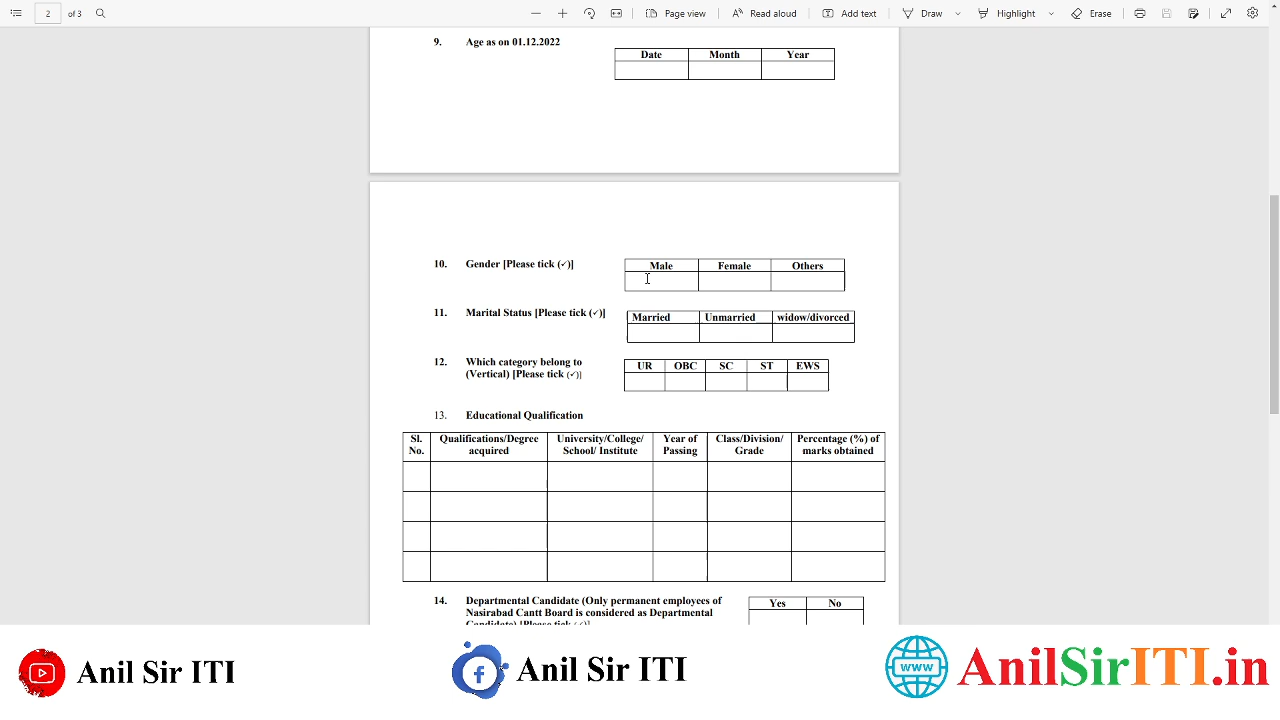 2 of 3 Page view Read aloud Add text Draw Highlight Erase
9. Age as on 01.12.2022
Date Month Year
10. Gender [Please tick (✓)]
Male Female Others
11. Marital Status [Please tick (✓)]
Married Unmarried widow/divorced
12. Which category belong to
(Vertical) [Please tick (✓)]
UR OBC SC ST EWS
13. Educational Qualification
Sl. Qualifications/Degree University/College/ Year of Class/Division/ Percentage (%) of
No. acquired School/ Institute Passing Grade marks obtained
14. Departmental Candidate (Only permanent employees of
Nasirabad Cantt Board is considered as Departmental
Candidate) [Please tick (✓)]
Yes No
Anil Sir ITI
f Anil Sir ITI
WWW AnilSirITI.in